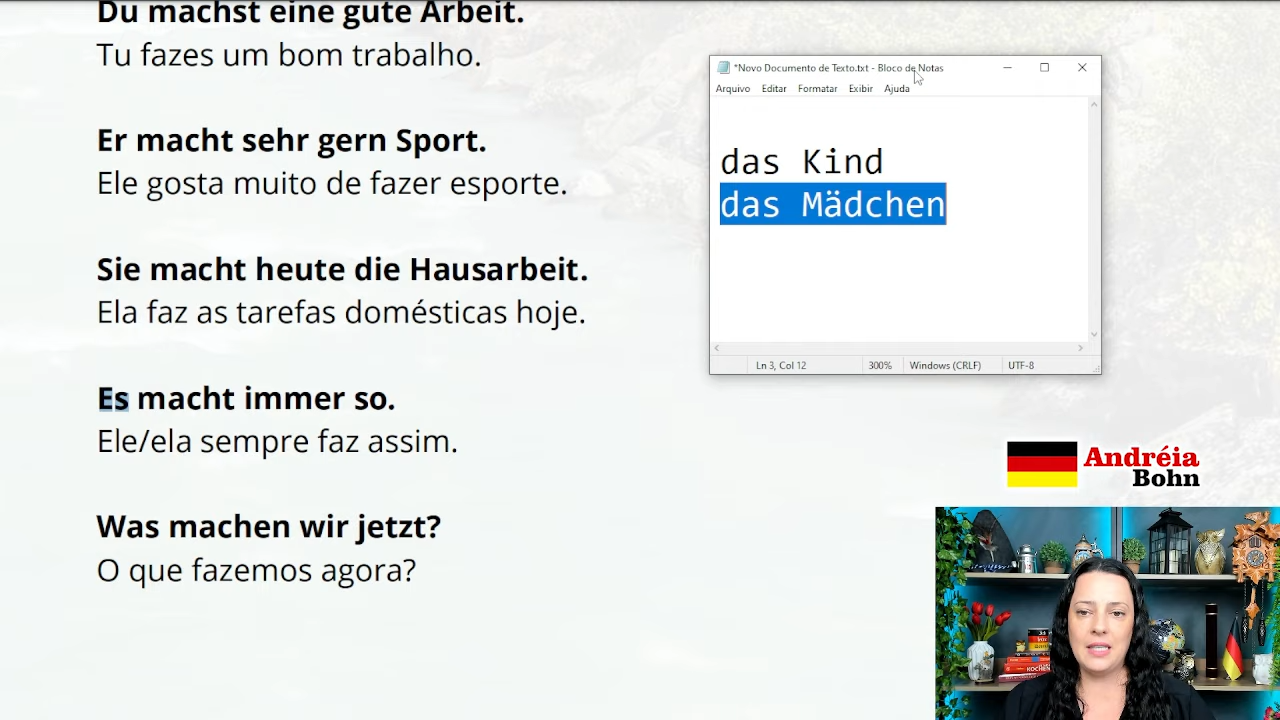 Du machst eine gute Arbeit.
Tu fazes um bom trabalho.
Er macht sehr gern Sport.
Ele gosta muito de fazer esporte.
Sie macht heute die Hausarbeit.
Ela faz as tarefas domésticas hoje.
Es macht immer so.
Ele/ela sempre faz assim.
Was machen wir jetzt?
O que fazemos agora?
*Novo Documento de Texto.txt - Bloco de Notas
Arquivo Editar Formatar Exibir Ajuda
das Kind
das Mädchen
Ln 3, Col 12 300% Windows (CRLF) UTF-8
Andréia
Bohn